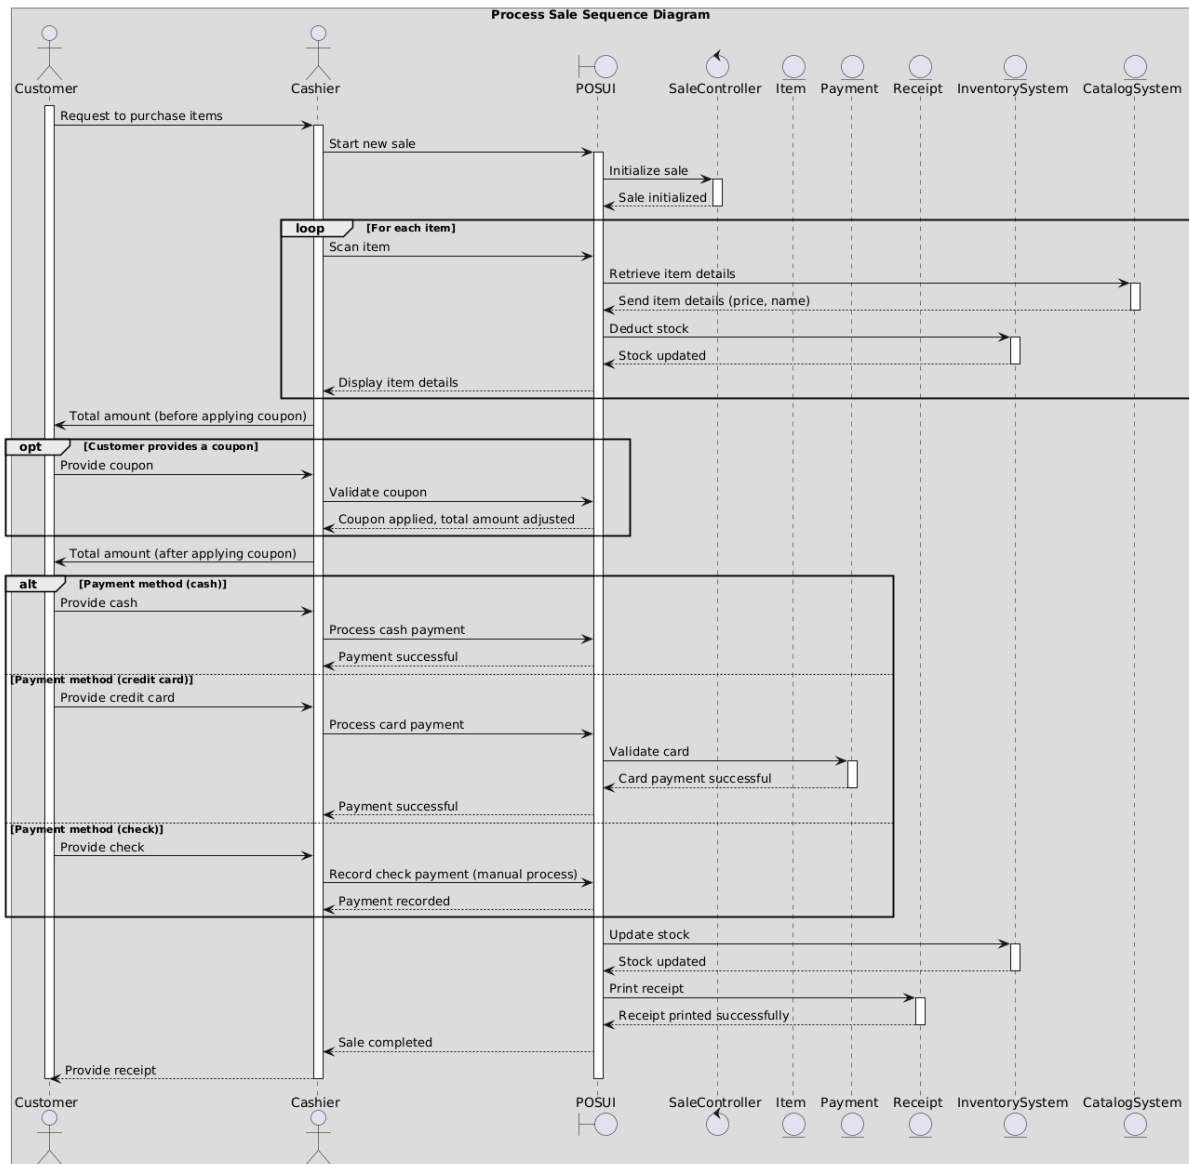 Process Sale Sequence Diagram
Customer
Cashier
POSUI
SaleController
Item
Payment
Receipt
InventorySystem
CatalogSystem
Request to purchase items
Start new sale
Initialize sale
Sale initialized
loop [For each item]
Scan item
Retrieve item details
Send item details (price, name)
Deduct stock
Stock updated
Display item details
Total amount (before applying coupon)
opt [Customer provides a coupon]
Provide coupon
Validate coupon
Coupon applied, total amount adjusted
Total amount (after applying coupon)
alt [Payment method (cash)]
Provide cash
Process cash payment
Payment successful
[Payment method (credit card)]
Provide credit card
Process card payment
Validate card
Card payment successful
Payment successful
[Payment method (check)]
Provide check
Record check payment (manual process)
Payment recorded
Update stock
Stock updated
Print receipt
Receipt printed successfully
Sale completed
Provide receipt
Customer
Cashier
POSUI
SaleController
Item
Payment
Receipt
InventorySystem
CatalogSystem